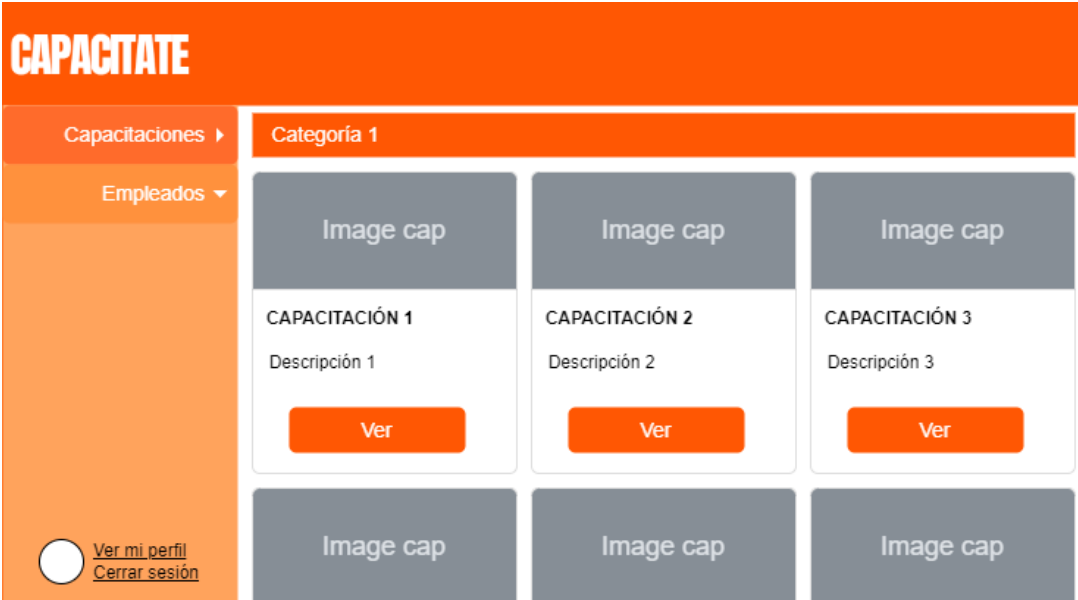 CAPACITATE
Capacitaciones
Empleados
Ver mi perfil
Cerrar sesión
Categoría 1
Image cap
Image cap
Image cap
CAPACITACIÓN 1
CAPACITACIÓN 2
CAPACITACIÓN 3
Descripción 1
Descripción 2
Descripción 3
Ver
Ver
Ver
Image cap
Image cap
Image cap